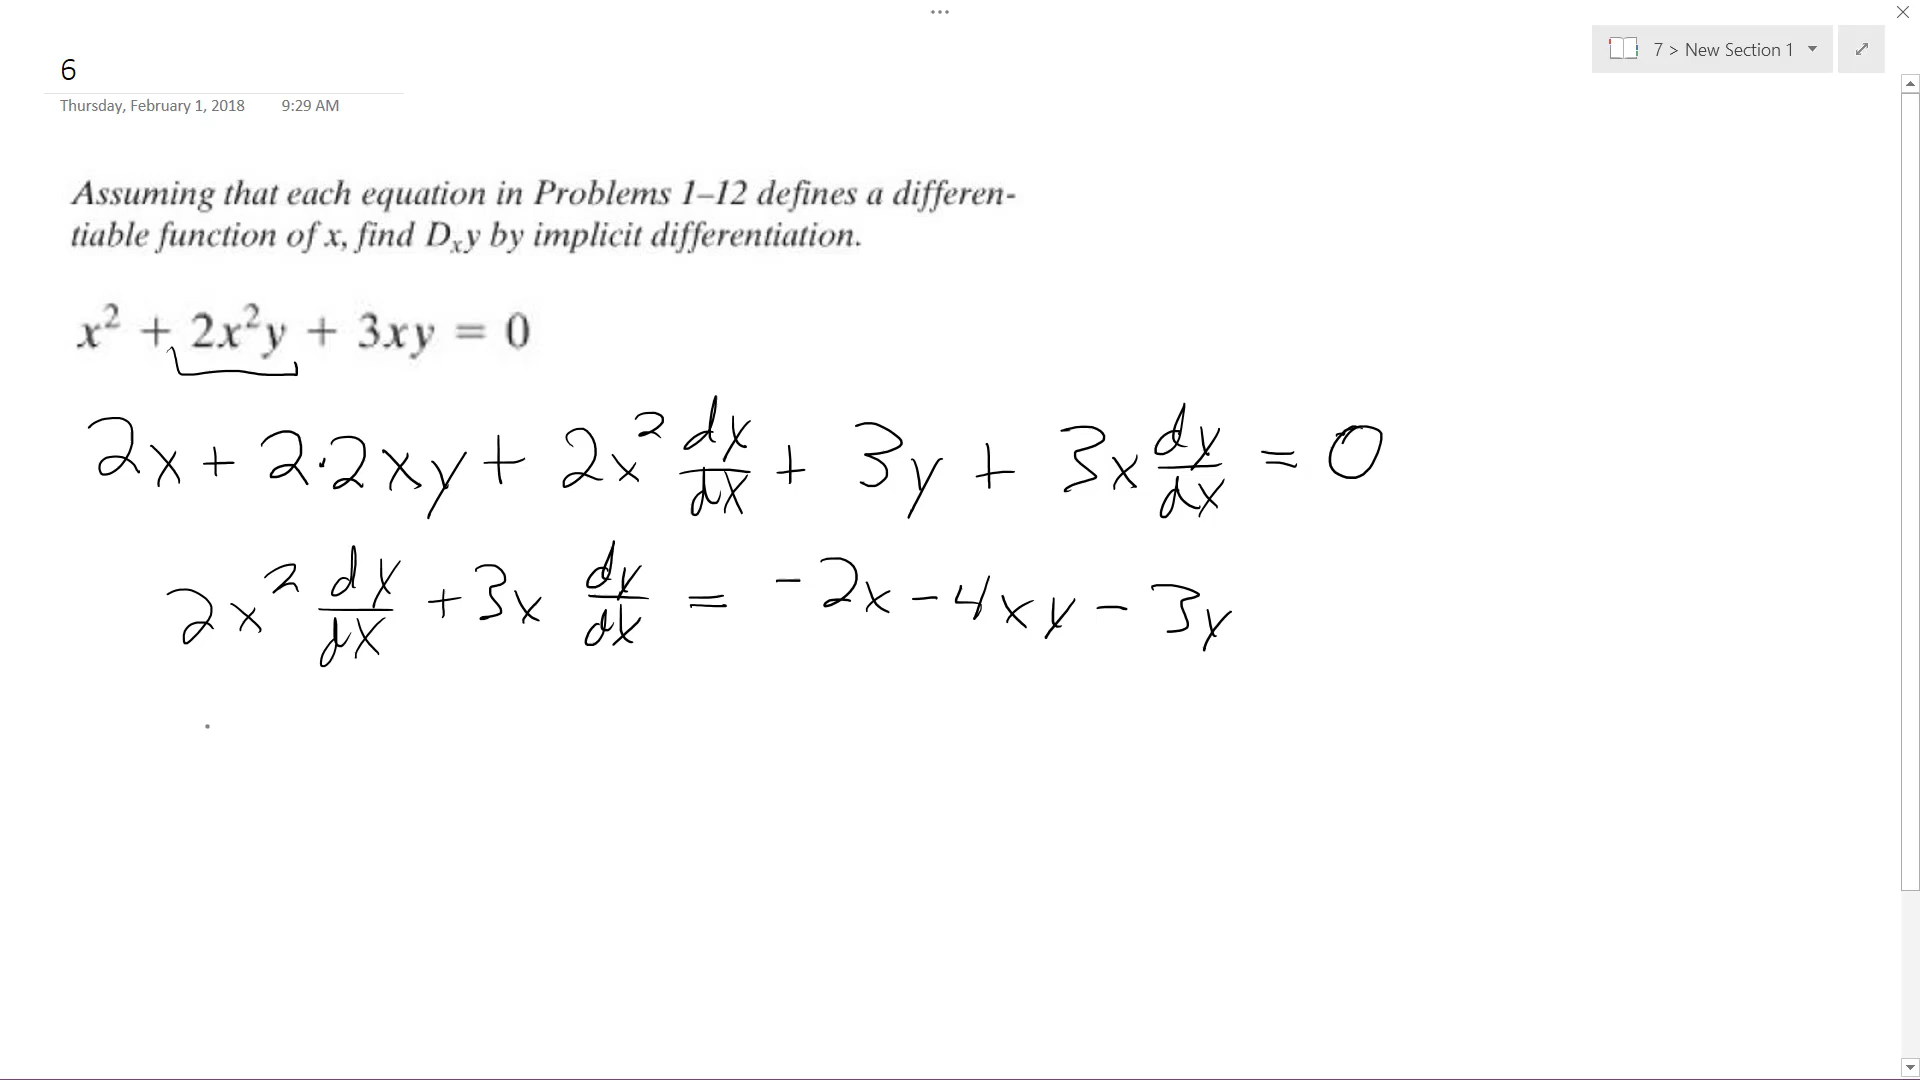 ...
7 > New Section 1
6
Thursday, February 1, 2018 9:29 AM
Assuming that each equation in Problems 1–12 defines a differen-
tiable function of x, find Dₓy by implicit differentiation.
x² + 2x²y + 3xy = 0
2x + 2·2xy + 2x² dy/dx + 3y + 3x dy/dx = 0
2x² dy/dx + 3x dy/dx = -2x - 4xy - 3y